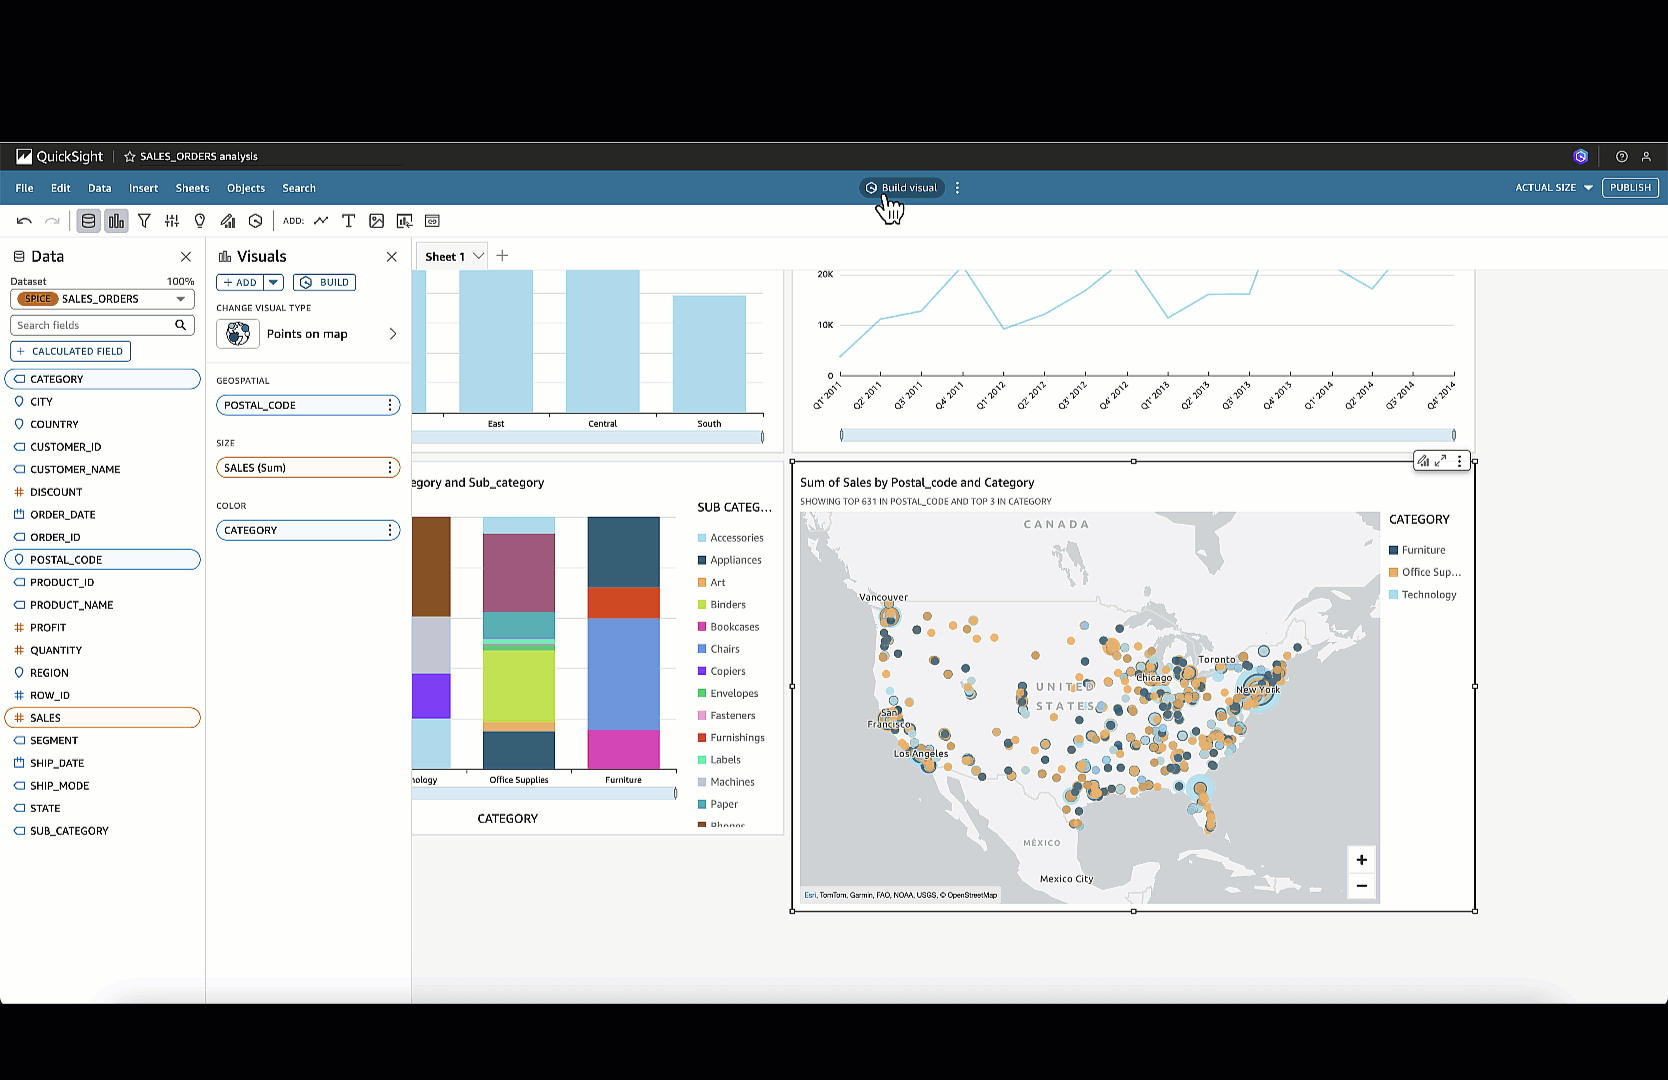 QuickSight
SALES_ORDERS analysis
File Edit Data Insert Sheets Objects Search
Build visual
ACTUAL SIZE
PUBLISH
ADD:
Data
Dataset 100%
SPICE SALES_ORDERS
Search fields
+ CALCULATED FIELD
CATEGORY
CITY
COUNTRY
CUSTOMER_ID
CUSTOMER_NAME
DISCOUNT
ORDER_DATE
ORDER_ID
POSTAL_CODE
PRODUCT_ID
PRODUCT_NAME
PROFIT
QUANTITY
REGION
ROW_ID
SALES
SEGMENT
SHIP_DATE
SHIP_MODE
STATE
SUB_CATEGORY
Visuals
+ ADD
BUILD
CHANGE VISUAL TYPE
Points on map
GEOSPATIAL
POSTAL_CODE
SIZE
SALES (Sum)
COLOR
CATEGORY
Sheet 1
East Central South
20K
10K
0
Q1' 2011 Q2' 2011 Q3' 2011 Q4' 2011 Q1' 2012 Q2' 2012 Q3' 2012 Q4' 2012 Q1' 2013 Q2' 2013 Q3' 2013 Q4' 2013 Q1' 2014 Q2' 2014 Q3' 2014 Q4' 2014
egory and Sub_category
SUB CATEG...
Accessories
Appliances
Art
Binders
Bookcases
Chairs
Copiers
Envelopes
Fasteners
Furnishings
Labels
Machines
Paper
Phones
nology Office Supplies Furniture
CATEGORY
Sum of Sales by Postal_code and Category
SHOWING TOP 631 IN POSTAL_CODE AND TOP 3 IN CATEGORY
CATEGORY
Furniture
Office Sup...
Technology
CANADA
Vancouver
Toronto
Chicago
UNITED
STATES
New York
San
Francisco
Los Angeles
MÉXICO
Mexico City
+
−
Esri, TomTom, Garmin, FAO, NOAA, USGS, © OpenStreetMap